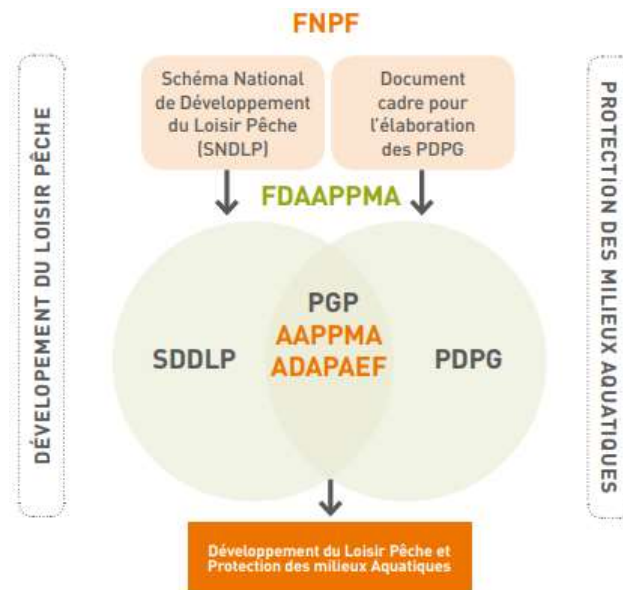 FNPF
DÉVELOPEMENT DU LOISIR PÊCHE
Schéma National
de Développement
du Loisir Pêche
(SNDLP)
Document
cadre pour
l'élaboration
des PDPG
PROTECTION DES MILIEUX AQUATIQUES
FDAAPPMA
SDDLP
PGP
AAPPMA
ADAPAEF
PDPG
Développement du Loisir Pêche et
Protection des milieux Aquatiques